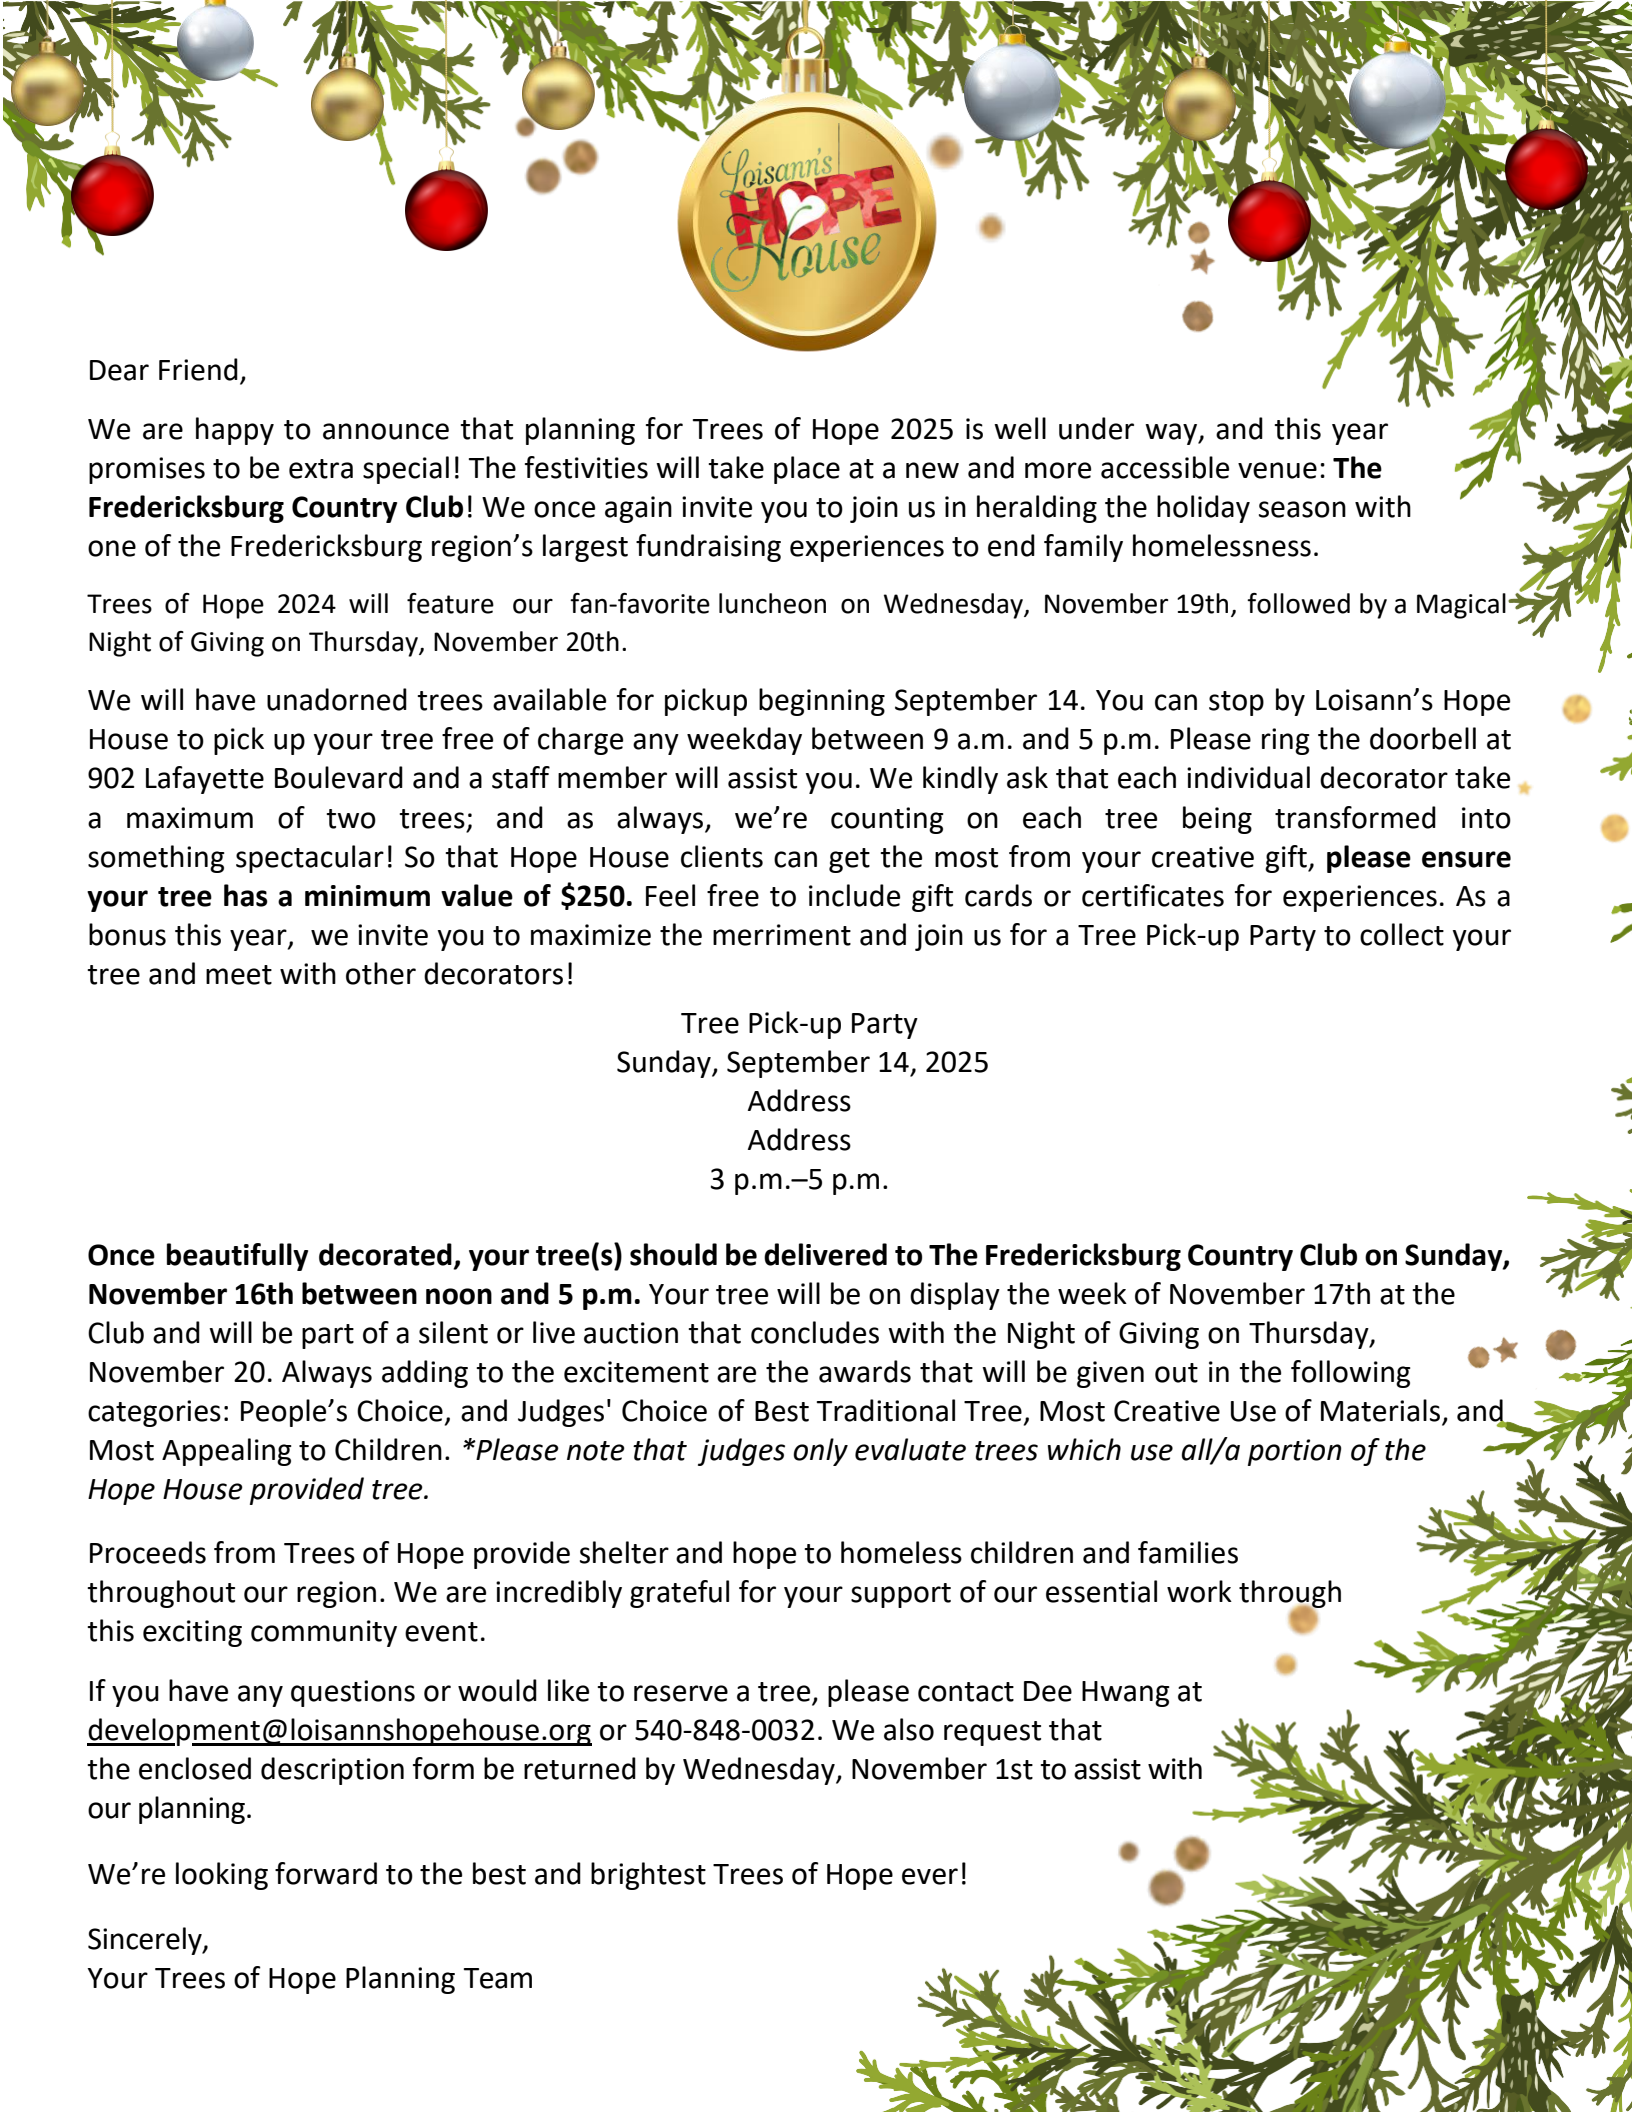 Loisann's
HOPE
House
Dear Friend,
We are happy to announce that planning for Trees of Hope 2025 is well under way, and this year
promises to be extra special! The festivities will take place at a new and more accessible venue: The
Fredericksburg Country Club! We once again invite you to join us in heralding the holiday season with
one of the Fredericksburg region’s largest fundraising experiences to end family homelessness.
Trees of Hope 2024 will feature our fan-favorite luncheon on Wednesday, November 19th, followed by a Magical
Night of Giving on Thursday, November 20th.
We will have unadorned trees available for pickup beginning September 14. You can stop by Loisann’s Hope
House to pick up your tree free of charge any weekday between 9 a.m. and 5 p.m. Please ring the doorbell at
902 Lafayette Boulevard and a staff member will assist you. We kindly ask that each individual decorator take
a maximum of two trees; and as always, we’re counting on each tree being transformed into
something spectacular! So that Hope House clients can get the most from your creative gift, please ensure
your tree has a minimum value of $250. Feel free to include gift cards or certificates for experiences. As a
bonus this year, we invite you to maximize the merriment and join us for a Tree Pick-up Party to collect your
tree and meet with other decorators!
Tree Pick-up Party
Sunday, September 14, 2025
Address
Address
3 p.m.–5 p.m.
Once beautifully decorated, your tree(s) should be delivered to The Fredericksburg Country Club on Sunday,
November 16th between noon and 5 p.m. Your tree will be on display the week of November 17th at the
Club and will be part of a silent or live auction that concludes with the Night of Giving on Thursday,
November 20. Always adding to the excitement are the awards that will be given out in the following
categories: People’s Choice, and Judges' Choice of Best Traditional Tree, Most Creative Use of Materials, and
Most Appealing to Children. *Please note that judges only evaluate trees which use all/a portion of the
Hope House provided tree.
Proceeds from Trees of Hope provide shelter and hope to homeless children and families
throughout our region. We are incredibly grateful for your support of our essential work through
this exciting community event.
If you have any questions or would like to reserve a tree, please contact Dee Hwang at
development@loisannshopehouse.org or 540-848-0032. We also request that
the enclosed description form be returned by Wednesday, November 1st to assist with
our planning.
We’re looking forward to the best and brightest Trees of Hope ever!
Sincerely,
Your Trees of Hope Planning Team